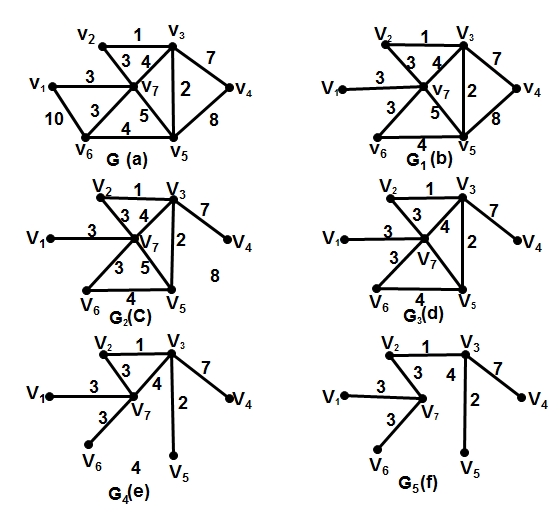 v₂ 1 v₃
3 4 7
v₁ 3 v₇ 2 v₄
10 3 5 8
v₆ 4 v₅
G (a)
V₂ 1 V₃
3 4 7
V₁ 3 v₇ 2 v₄
3 5 8
v₆ 4 v₅
G₁ (b)
V₂ 1 V₃
3 4 7
V₁ 3 V₇ 2 V₄
3 5 8
V₆ 4 V₅
G₂(C)
V₂ 1 V₃
3 4 7
V₁ 3 V₇ 2 V₄
3
V₆ 4 V₅
G₃(d)
V₂ 1 V₃
3 4 7
V₁ 3 V₇ 2 V₄
3
V₆ 4 V₅
G₄(e)
V₂ 1 V₃
3 4 7
V₁ 3 V₇ 2 V₄
3
V₆ V₅
G₅(f)